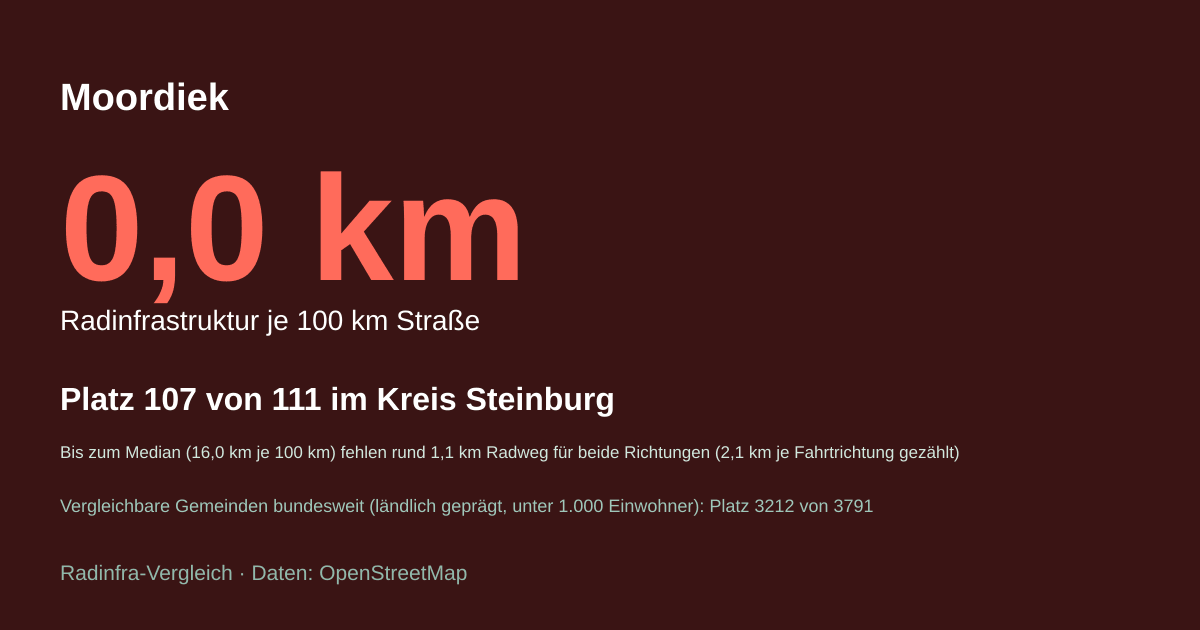 Moordiek
0,0 km
Radinfrastruktur je 100 km Straße
Platz 107 von 111 im Kreis Steinburg
Bis zum Median (16,0 km je 100 km) fehlen rund 1,1 km Radweg für beide Richtungen (2,1 km je Fahrtrichtung gezählt)
Vergleichbare Gemeinden bundesweit (ländlich geprägt, unter 1.000 Einwohner): Platz 3212 von 3791
Radinfra-Vergleich · Daten: OpenStreetMap